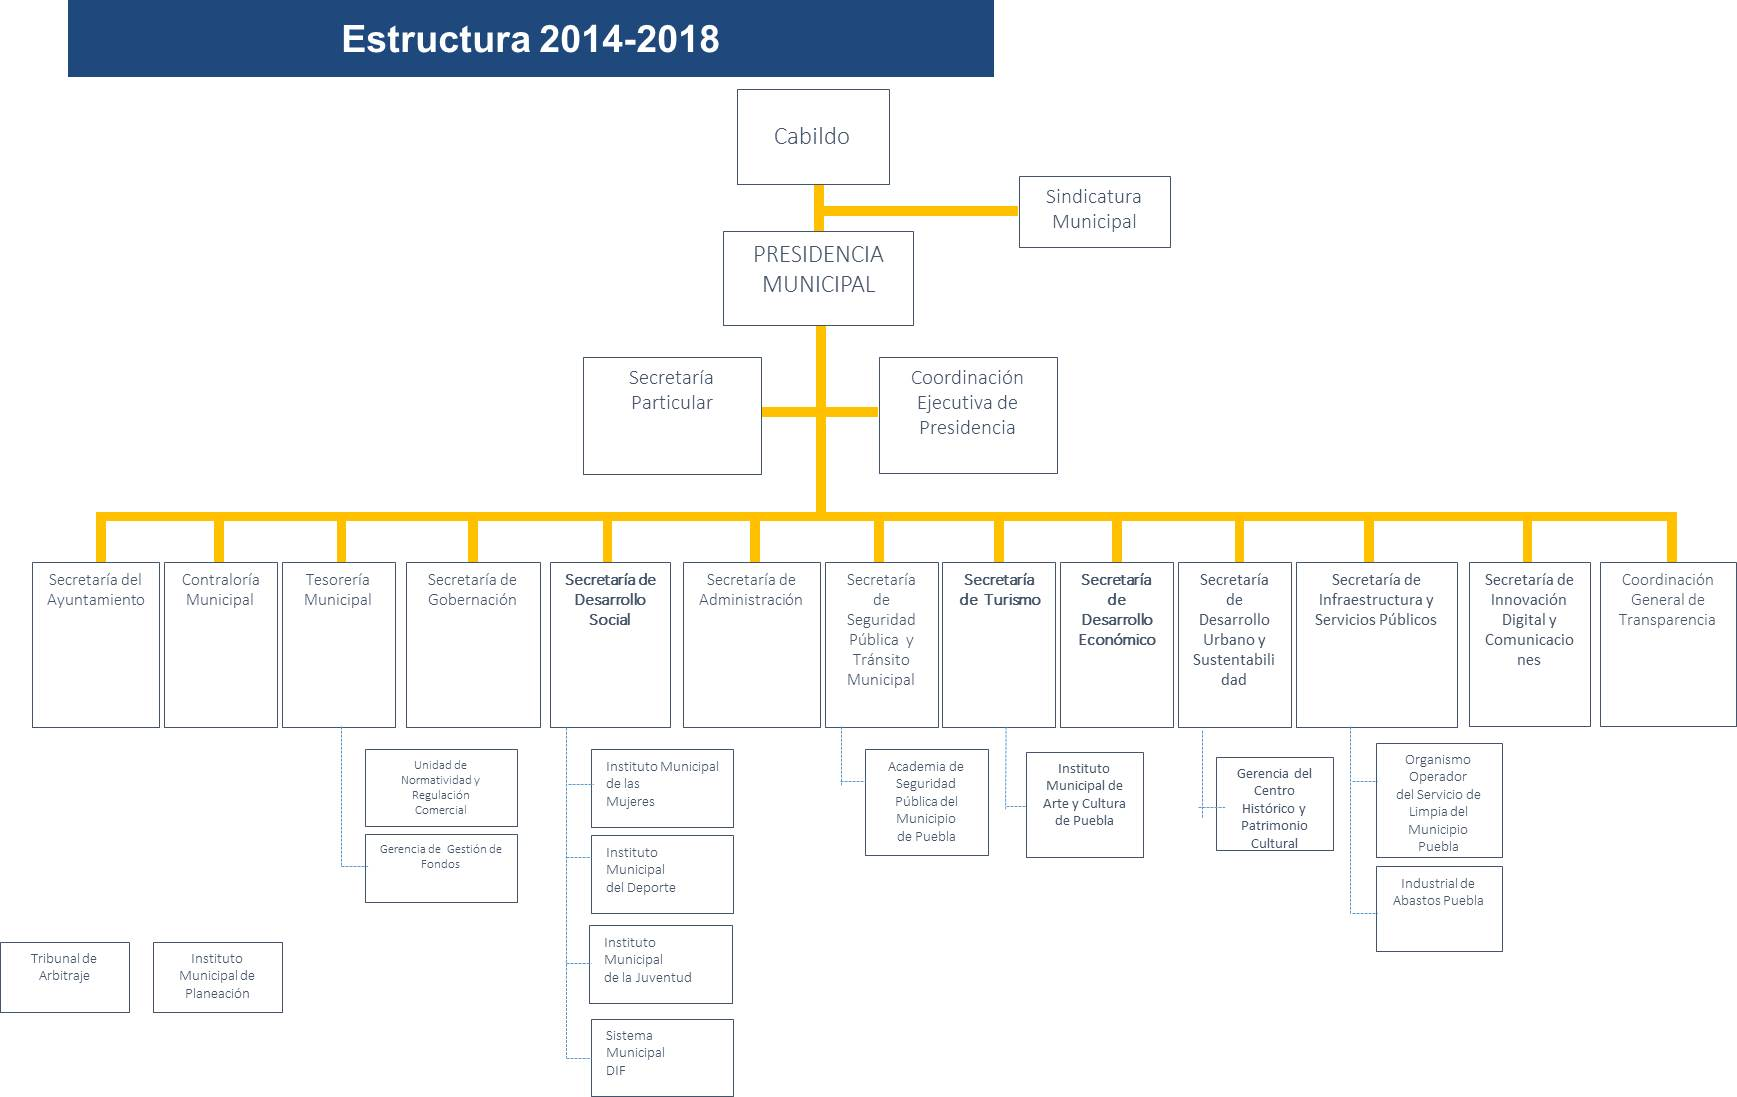 Estructura 2014-2018
Cabildo
Sindicatura
Municipal
PRESIDENCIA
MUNICIPAL
Secretaría
Particular
Coordinación
Ejecutiva de
Presidencia
Secretaría del
Ayuntamiento
Contraloría
Municipal
Tesorería
Municipal
Secretaría de
Gobernación
Secretaría de
Desarrollo
Social
Secretaría de
Administración
Secretaría
de
Seguridad
Pública y
Tránsito
Municipal
Secretaría
de Turismo
Secretaría
de
Desarrollo
Económico
Secretaría
de
Desarrollo
Urbano y
Sustentabili
dad
Secretaría de
Infraestructura y
Servicios Públicos
Secretaría de
Innovación
Digital y
Comunicacio
nes
Coordinación
General de
Transparencia
Unidad de
Normatividad y
Regulación
Comercial
Gerencia de Gestión de
Fondos
Instituto Municipal
de las
Mujeres
Instituto
Municipal
del Deporte
Instituto
Municipal
de la Juventud
Sistema
Municipal
DIF
Academia de
Seguridad
Pública del
Municipio
de Puebla
Instituto
Municipal de
Arte y Cultura
de Puebla
Gerencia del
Centro
Histórico y
Patrimonio
Cultural
Organismo
Operador
del Servicio de
Limpia del
Municipio
Puebla
Industrial de
Abastos Puebla
Tribunal de
Arbitraje
Instituto
Municipal de
Planeación